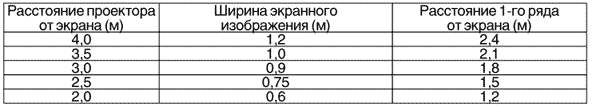 Расстояние проектора от экрана (м) | Ширина экранного изображения (м) | Расстояние 1-го ряда от экрана (м)
4,0 | 1,2 | 2,4
3,5 | 1,0 | 2,1
3,0 | 0,9 | 1,8
2,5 | 0,75 | 1,5
2,0 | 0,6 | 1,2